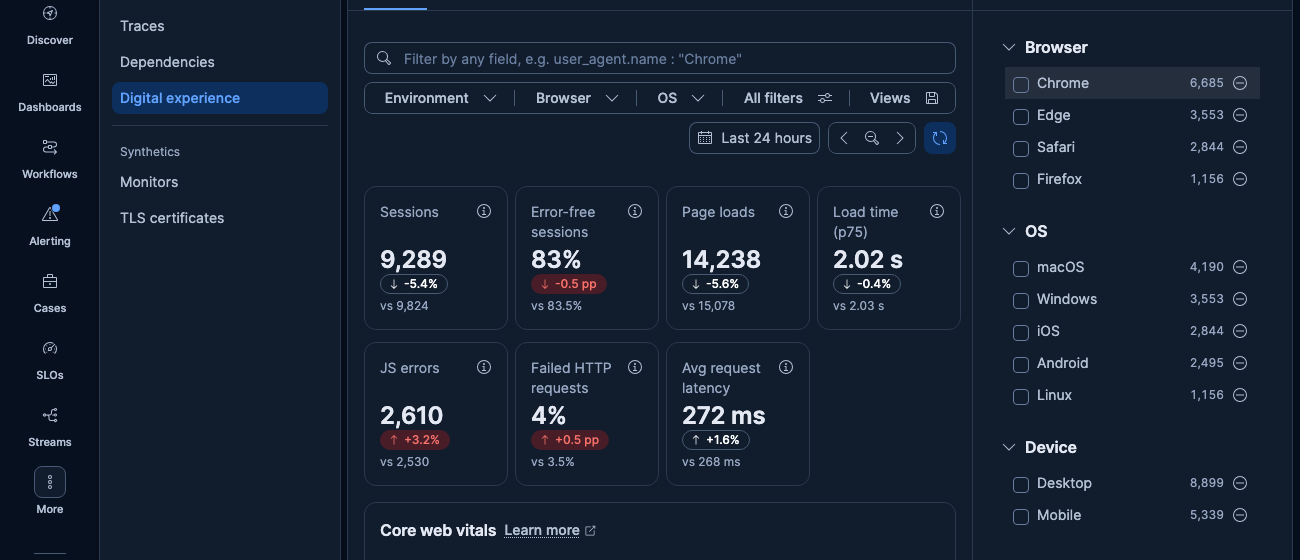 Discover
Dashboards
Workflows
Alerting
Cases
SLOs
Streams
More
Traces
Dependencies
Digital experience
Synthetics
Monitors
TLS certificates
Filter by any field, e.g. user_agent.name : "Chrome"
Environment Browser OS All filters Views
Last 24 hours
Sessions
9,289
↓ -5.4%
vs 9,824
Error-free
sessions
83%
↓ -0.5 pp
vs 83.5%
Page loads
14,238
↓ -5.6%
vs 15,078
Load time
(p75)
2.02 s
↓ -0.4%
vs 2.03 s
JS errors
2,610
↑ +3.2%
vs 2,530
Failed HTTP
requests
4%
↑ +0.5 pp
vs 3.5%
Avg request
latency
272 ms
↑ +1.6%
vs 268 ms
Core web vitals Learn more
Browser
Chrome 6,685
Edge 3,553
Safari 2,844
Firefox 1,156
OS
macOS 4,190
Windows 3,553
iOS 2,844
Android 2,495
Linux 1,156
Device
Desktop 8,899
Mobile 5,339